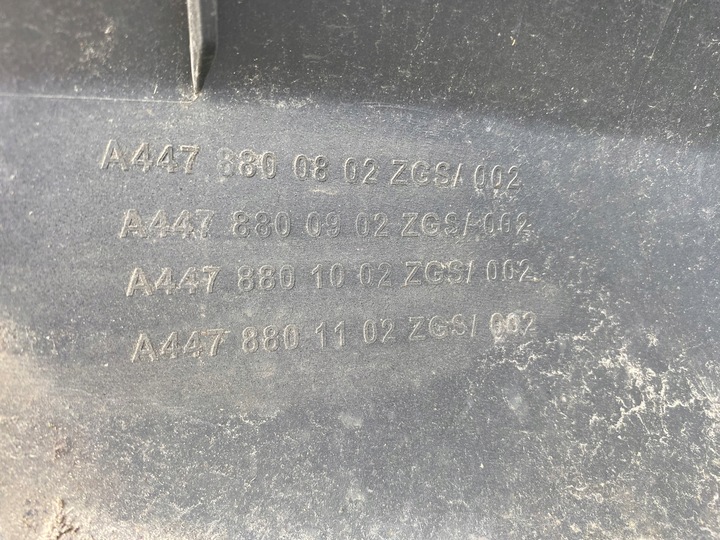 A447 880 08 02 ZGS/ 002
A447 880 09 02 ZGS/ 002
A447 880 10 02 ZGS/ 002
A447 880 11 02 ZGS/ 002